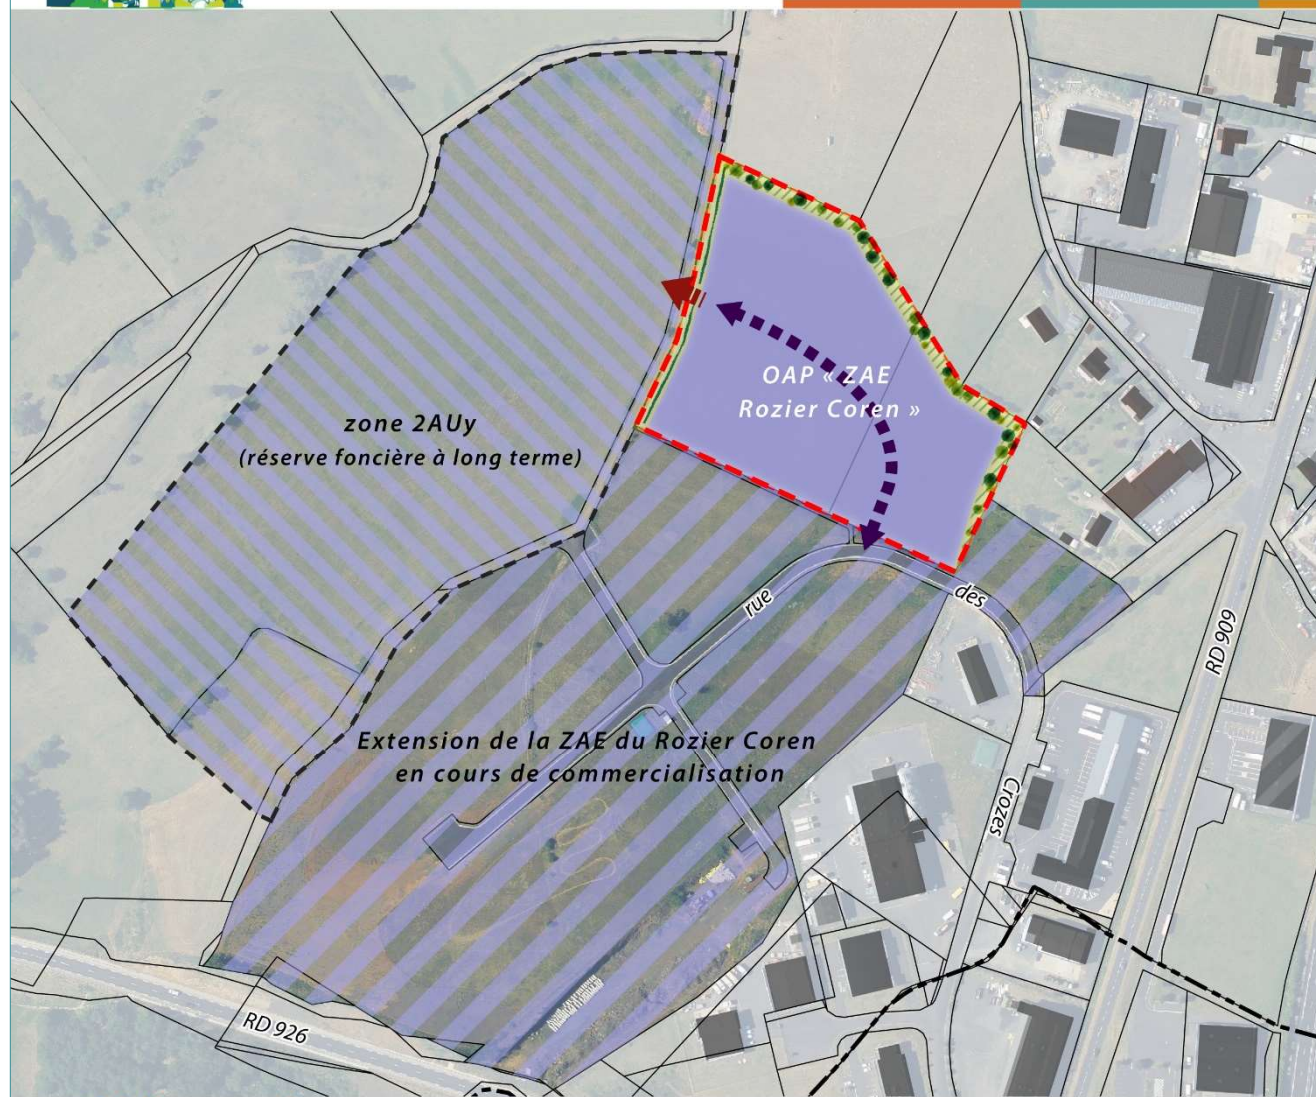 OAP « ZAE
Rozier Coren »
zone 2AUy
(réserve foncière à long terme)
rue
des
RD 909
Extension de la ZAE du Rozier Coren
en cours de commercialisation
Crozes
RD 926